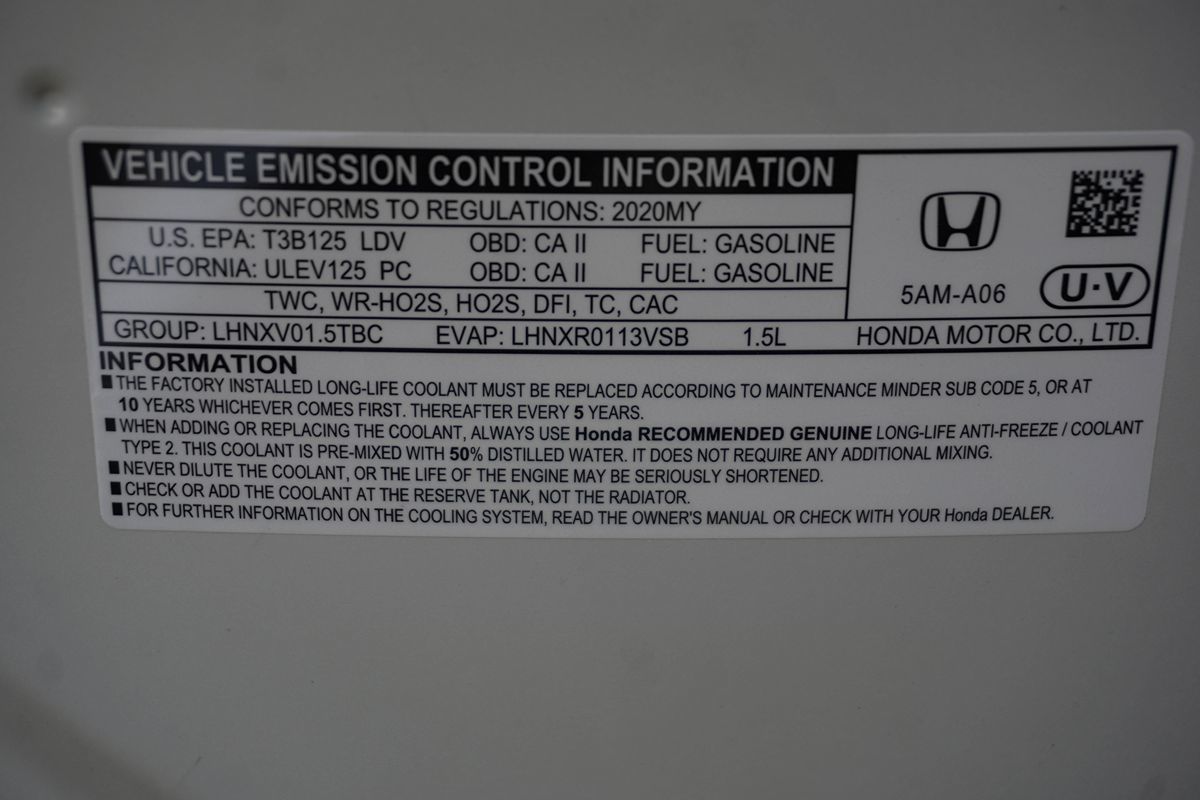 VEHICLE EMISSION CONTROL INFORMATION
CONFORMS TO REGULATIONS: 2020MY
U.S. EPA: T3B125 LDV OBD: CA II FUEL: GASOLINE
CALIFORNIA: ULEV125 PC OBD: CA II FUEL: GASOLINE
5AM-A06 U·V
TWC, WR-HO2S, HO2S, DFI, TC, CAC
GROUP: LHNXV01.5TBC EVAP: LHNXR0113VSB 1.5L HONDA MOTOR CO., LTD.
INFORMATION
■ THE FACTORY INSTALLED LONG-LIFE COOLANT MUST BE REPLACED ACCORDING TO MAINTENANCE MINDER SUB CODE 5, OR AT
10 YEARS WHICHEVER COMES FIRST. THEREAFTER EVERY 5 YEARS.
■ WHEN ADDING OR REPLACING THE COOLANT, ALWAYS USE Honda RECOMMENDED GENUINE LONG-LIFE ANTI-FREEZE / COOLANT
TYPE 2. THIS COOLANT IS PRE-MIXED WITH 50% DISTILLED WATER. IT DOES NOT REQUIRE ANY ADDITIONAL MIXING.
■ NEVER DILUTE THE COOLANT, OR THE LIFE OF THE ENGINE MAY BE SERIOUSLY SHORTENED.
■ CHECK OR ADD THE COOLANT AT THE RESERVE TANK, NOT THE RADIATOR.
■ FOR FURTHER INFORMATION ON THE COOLING SYSTEM, READ THE OWNER'S MANUAL OR CHECK WITH YOUR Honda DEALER.